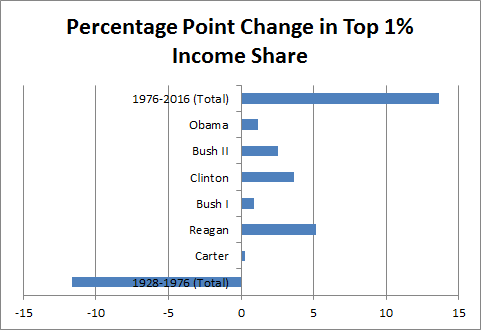 Percentage Point Change in Top 1%
Income Share
1976-2016 (Total)
Obama
Bush II
Clinton
Bush I
Reagan
Carter
1928-1976 (Total)
-15 -10 -5 0 5 10 15